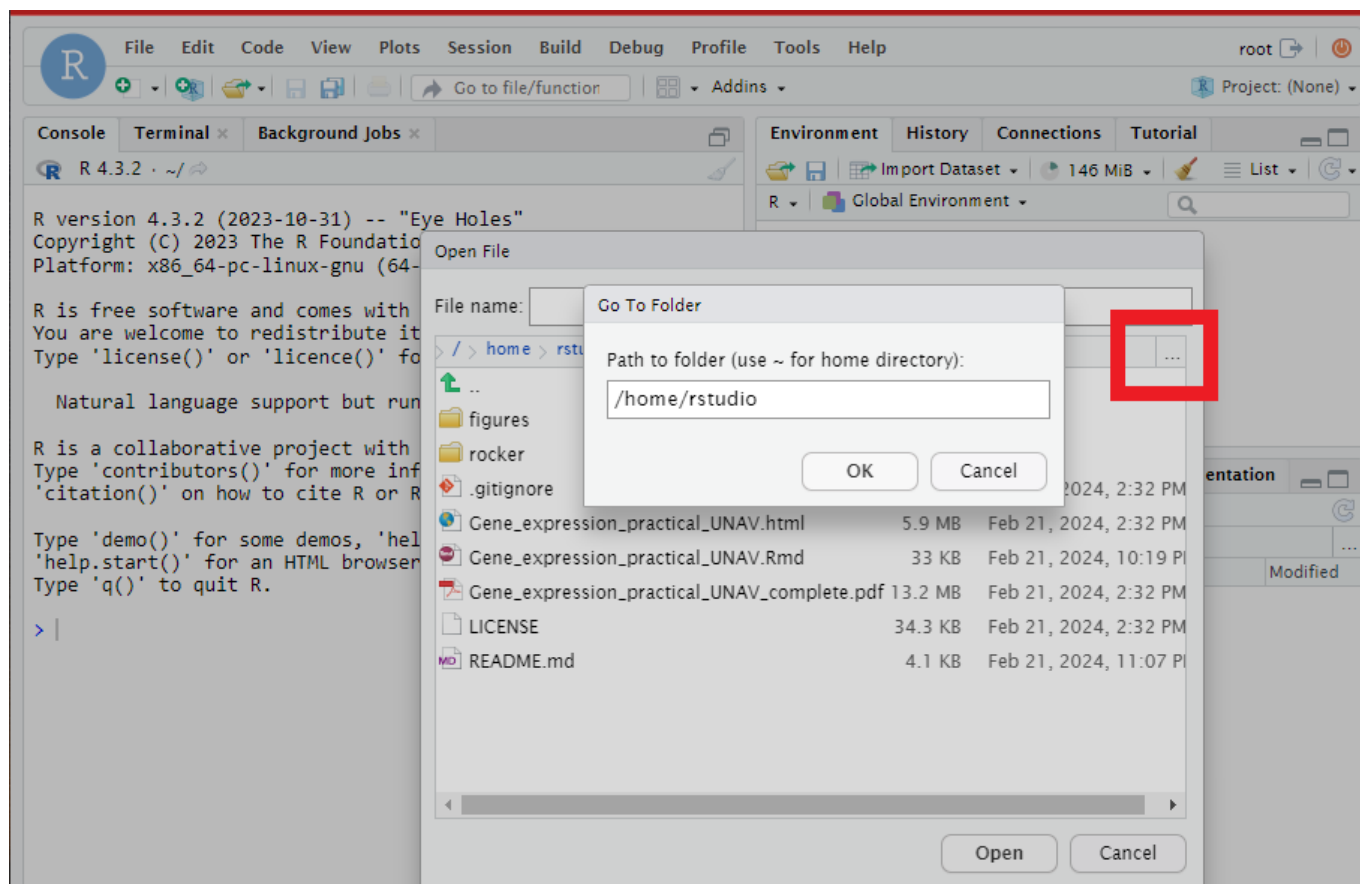 File Edit Code View Plots Session Build Debug Profile Tools Help
root
R
Go to file/function
Addins
Project: (None)
Console Terminal Background Jobs
R 4.3.2 · ~/
R version 4.3.2 (2023-10-31) -- "Eye Holes"
Copyright (C) 2023 The R Foundatio
Platform: x86_64-pc-linux-gnu (64-
R is free software and comes with
You are welcome to redistribute it
Type 'license()' or 'licence()' fo
Natural language support but run
R is a collaborative project with
Type 'contributors()' for more inf
'citation()' on how to cite R or R
Type 'demo()' for some demos, 'hel
'help.start()' for an HTML browser
Type 'q()' to quit R.
>
Environment History Connections Tutorial
Import Dataset 146 MiB List
R Global Environment
Open File
File name:
/ home rstu
...
..
figures
rocker
.gitignore 2024, 2:32 PM
Gene_expression_practical_UNAV.html 5.9 MB Feb 21, 2024, 2:32 PM
Gene_expression_practical_UNAV.Rmd 33 KB Feb 21, 2024, 10:19 P
Gene_expression_practical_UNAV_complete.pdf 13.2 MB Feb 21, 2024, 2:32 PM
LICENSE 34.3 KB Feb 21, 2024, 2:32 PM
README.md 4.1 KB Feb 21, 2024, 11:07 P
Open Cancel
Go To Folder
Path to folder (use ~ for home directory):
/home/rstudio
OK Cancel
entation
...
Modified